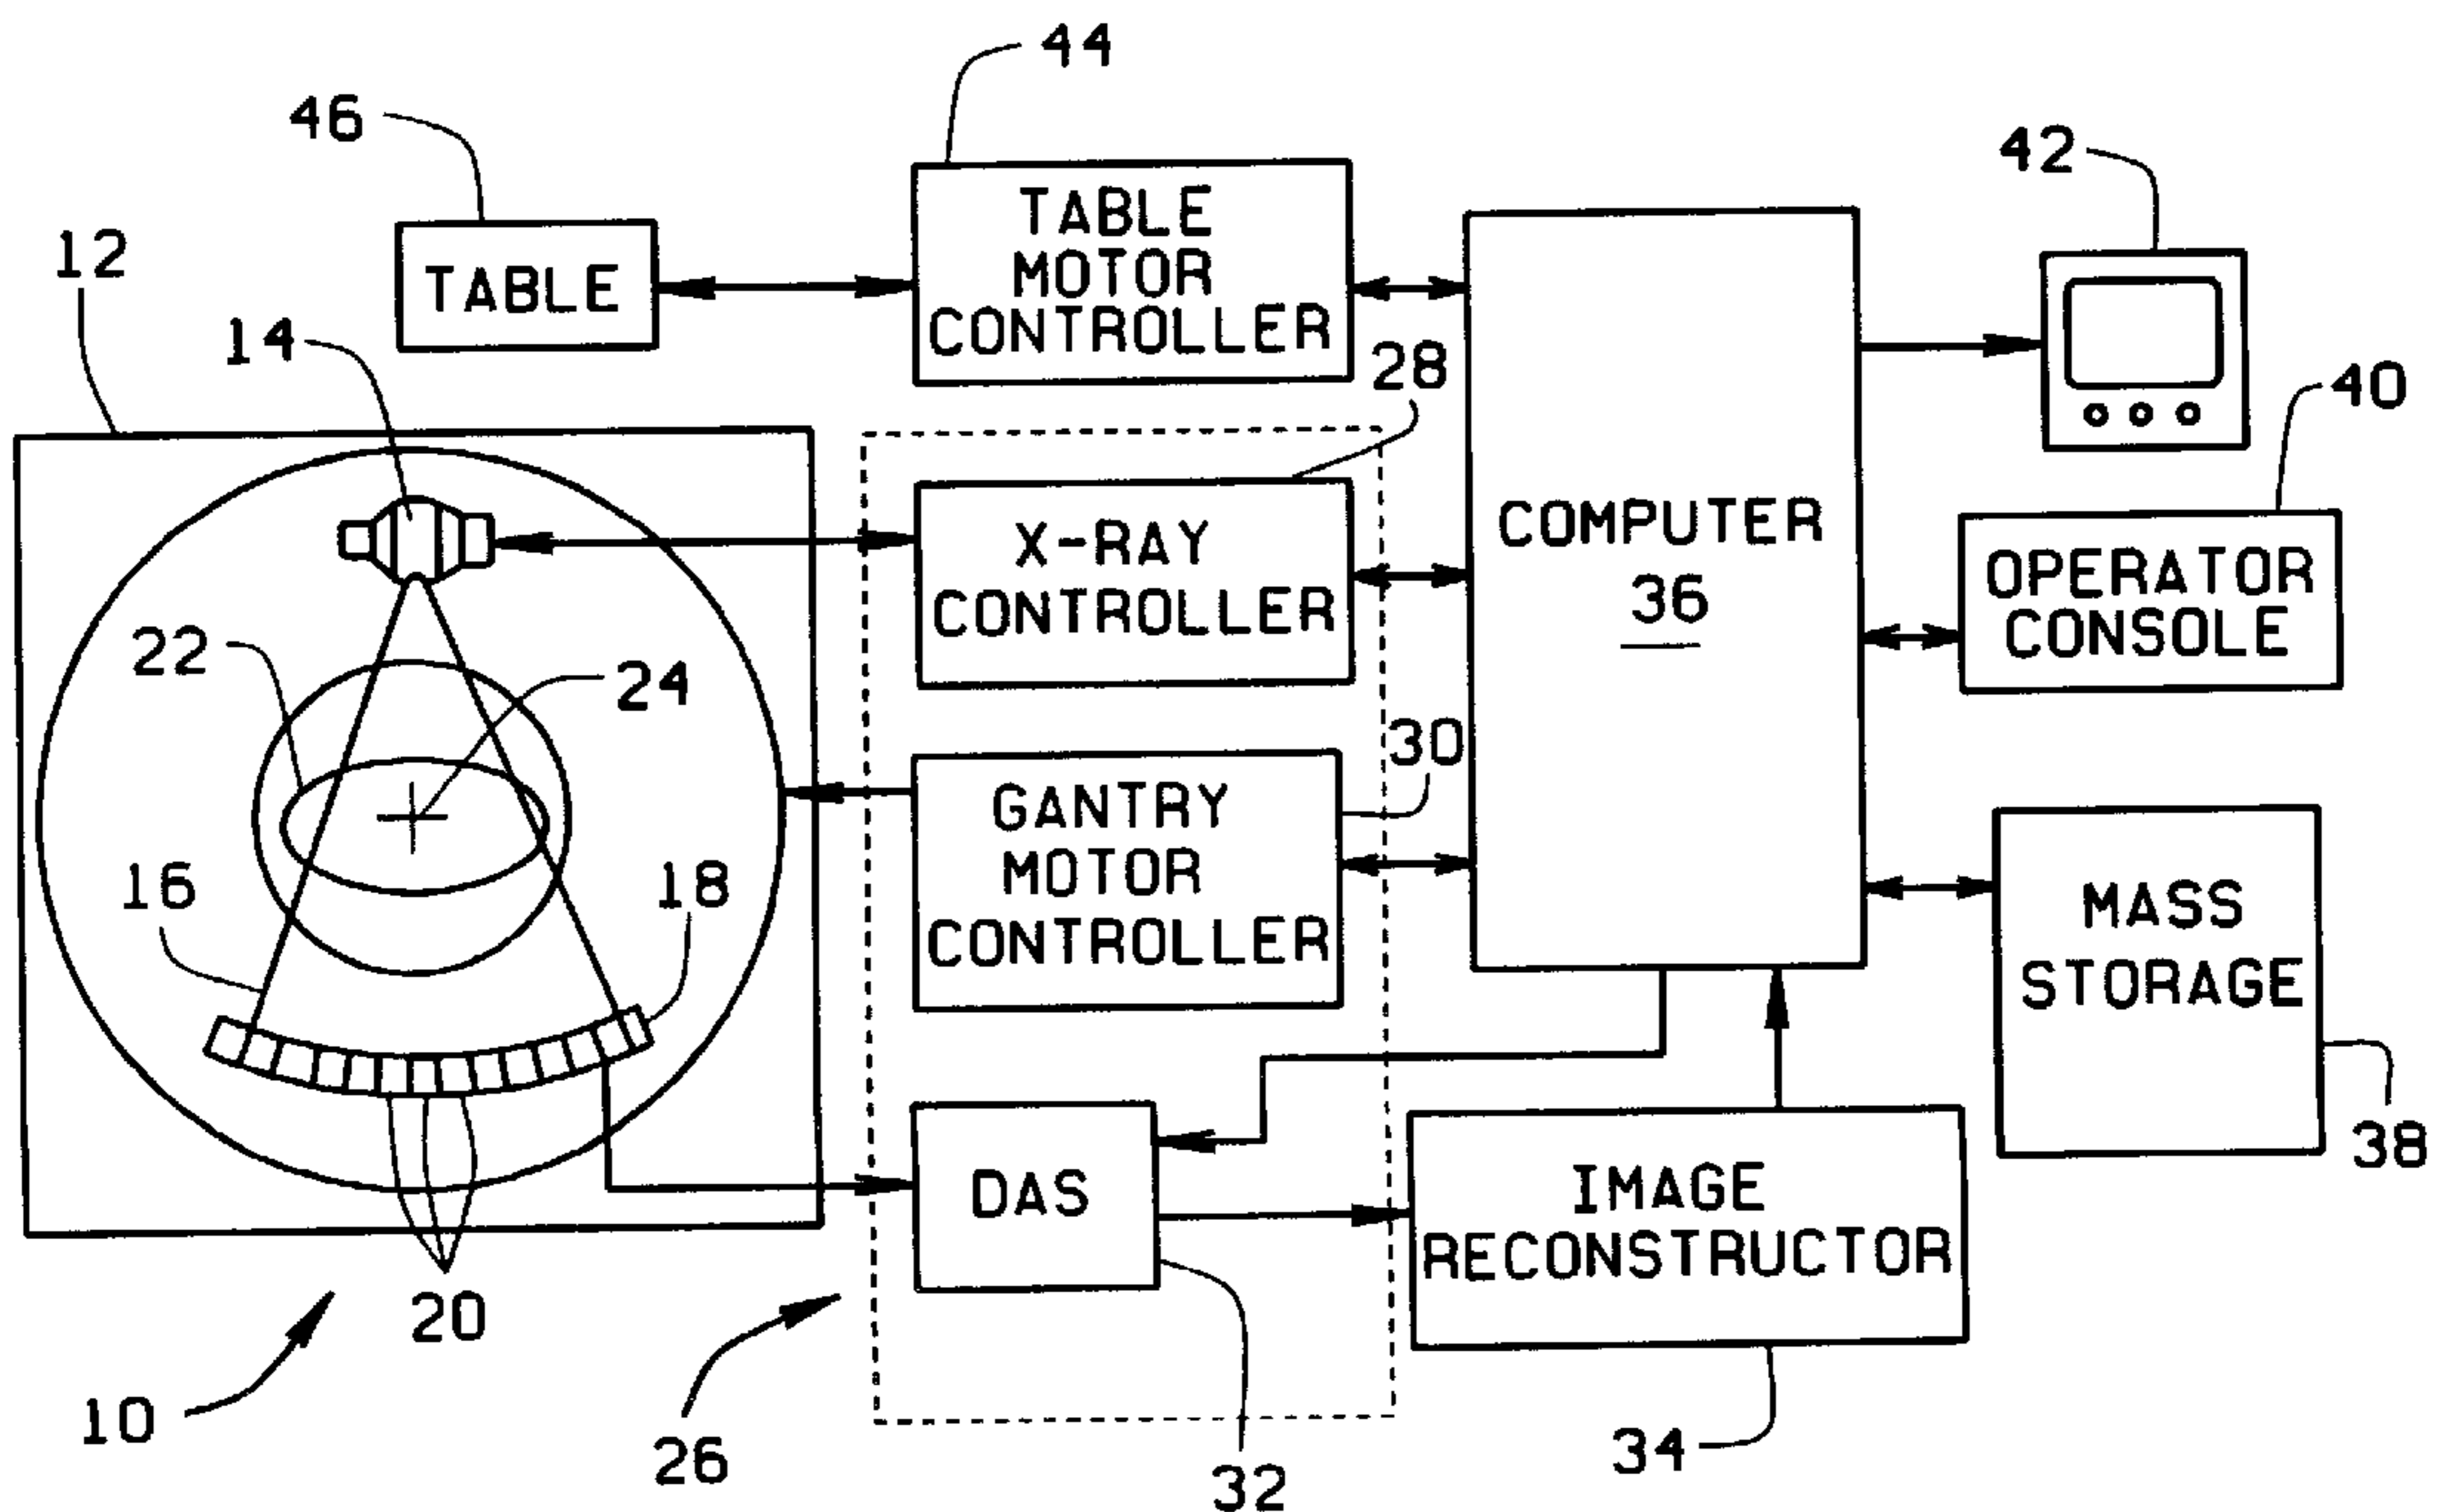 44
46
42
TABLE
MOTOR
CONTROLLER
12
TABLE
14
28
40
X-RAY
CONTROLLER
COMPUTER
36
OPERATOR
CONSOLE
22
24
30
GANTRY
MOTOR
CONTROLLER
16
18
MASS
STORAGE
38
DAS
IMAGE
RECONSTRUCTOR
20
10
26
32
34